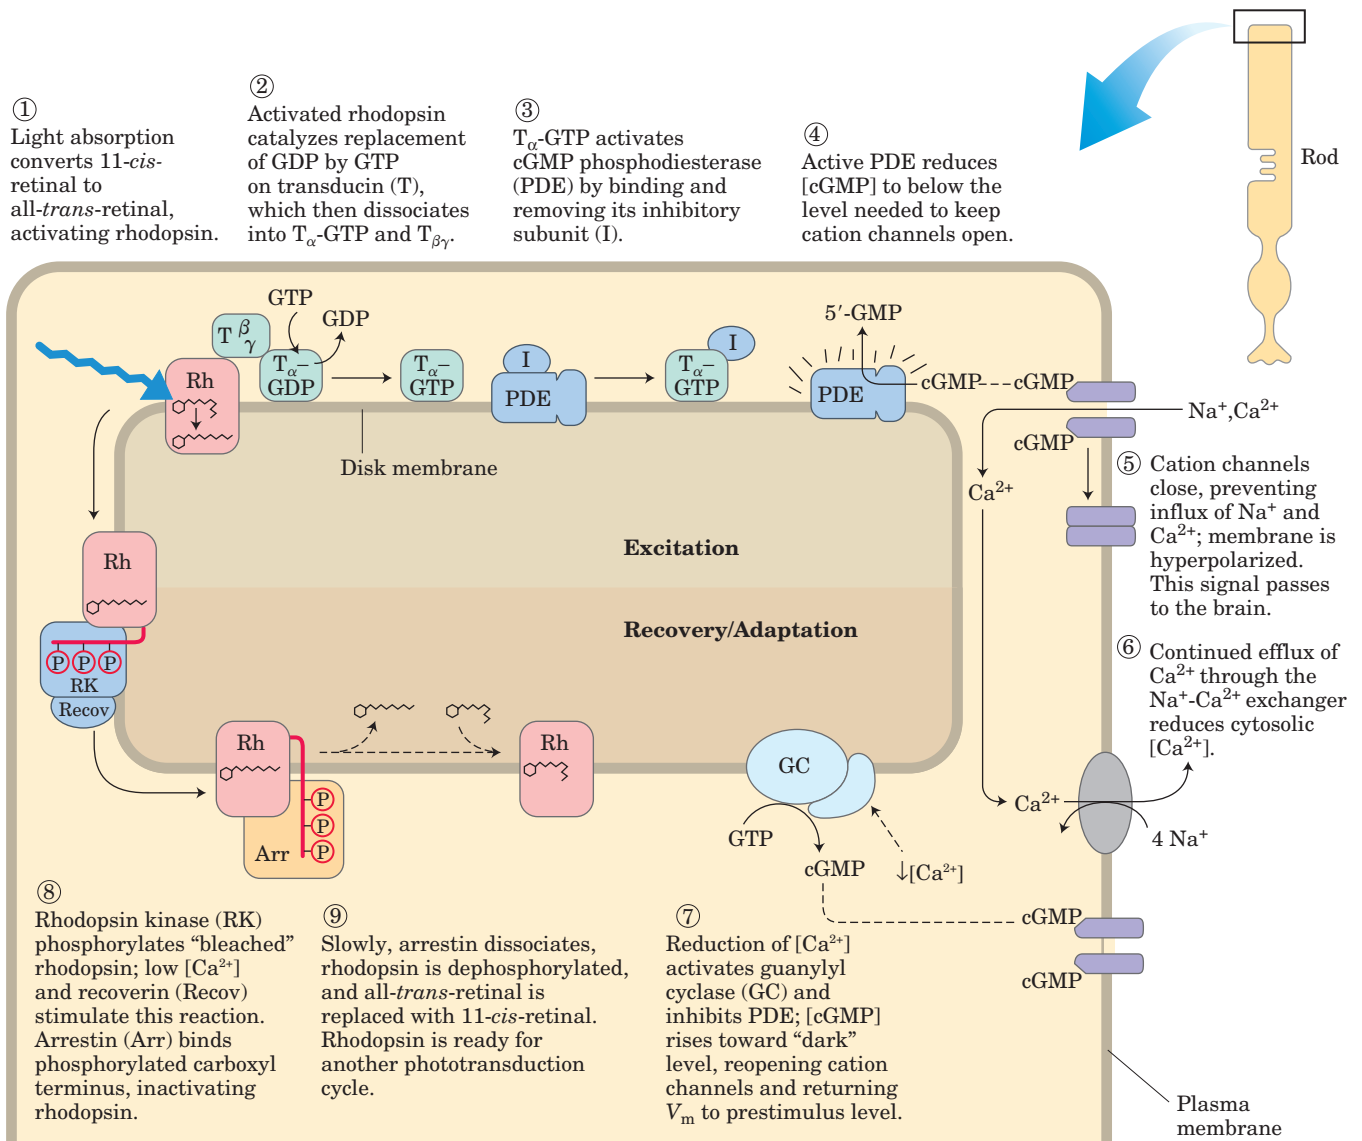 ①
Light absorption
converts 11-cis-
retinal to
all-trans-retinal,
activating rhodopsin.
②
Activated rhodopsin
catalyzes replacement
of GDP by GTP
on transducin (T),
which then dissociates
into Tα-GTP and Tβγ.
③
Tα-GTP activates
cGMP phosphodiesterase
(PDE) by binding and
removing its inhibitory
subunit (I).
④
Active PDE reduces
[cGMP] to below the
level needed to keep
cation channels open.
Rod
GTP
GDP
T β
γ
Tα–
GDP
Tα–
GTP
I
PDE
I
Tα–
GTP
5′-GMP
PDE
cGMP
cGMP
Na⁺,Ca²⁺
cGMP
Rh
Disk membrane
Ca²⁺
⑤ Cation channels
close, preventing
influx of Na⁺ and
Ca²⁺; membrane is
hyperpolarized.
This signal passes
to the brain.
Excitation
Rh
Recovery/Adaptation
P P P
RK
Recov
⑥ Continued efflux of
Ca²⁺ through the
Na⁺-Ca²⁺ exchanger
reduces cytosolic
[Ca²⁺].
Rh
Rh
GC
P
P
P
Arr
GTP
cGMP
↓[Ca²⁺]
Ca²⁺
4 Na⁺
cGMP
cGMP
⑧
Rhodopsin kinase (RK)
phosphorylates “bleached”
rhodopsin; low [Ca²⁺]
and recoverin (Recov)
stimulate this reaction.
Arrestin (Arr) binds
phosphorylated carboxyl
terminus, inactivating
rhodopsin.
⑨
Slowly, arrestin dissociates,
rhodopsin is dephosphorylated,
and all-trans-retinal is
replaced with 11-cis-retinal.
Rhodopsin is ready for
another phototransduction
cycle.
⑦
Reduction of [Ca²⁺]
activates guanylyl
cyclase (GC) and
inhibits PDE; [cGMP]
rises toward “dark”
level, reopening cation
channels and returning
Vm to prestimulus level.
Plasma
membrane